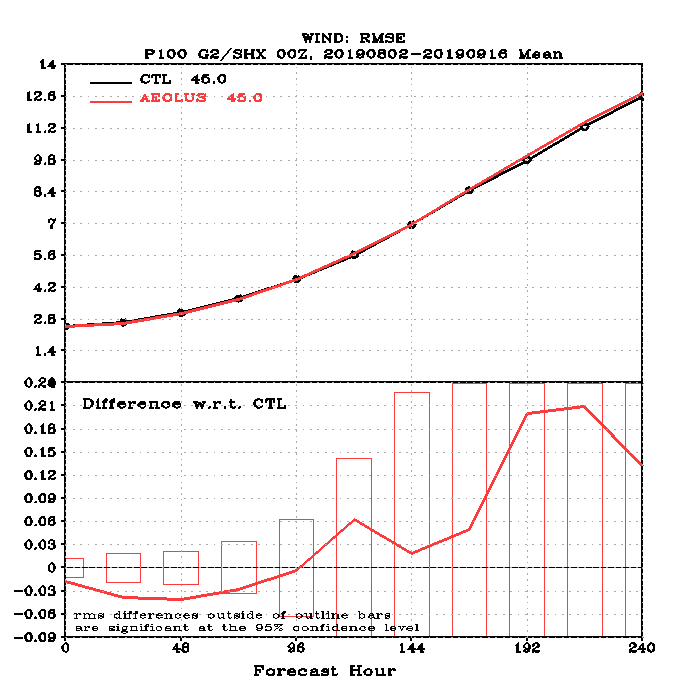 WIND: RMSE
P100 G2/SHX 00Z, 20190802-20190916 Mean
CTL 46.0
AEOLUS 45.0
14
12.6
11.2
9.8
8.4
7
5.6
4.2
2.8
1.4
0.24
0.21
0.18
0.15
0.12
0.09
0.06
0.03
0
-0.03
-0.06
-0.09
Difference w.r.t. CTL
rms differences outside of outline bars
are significant at the 95% confidence level
0 48 96 144 192 240
Forecast Hour